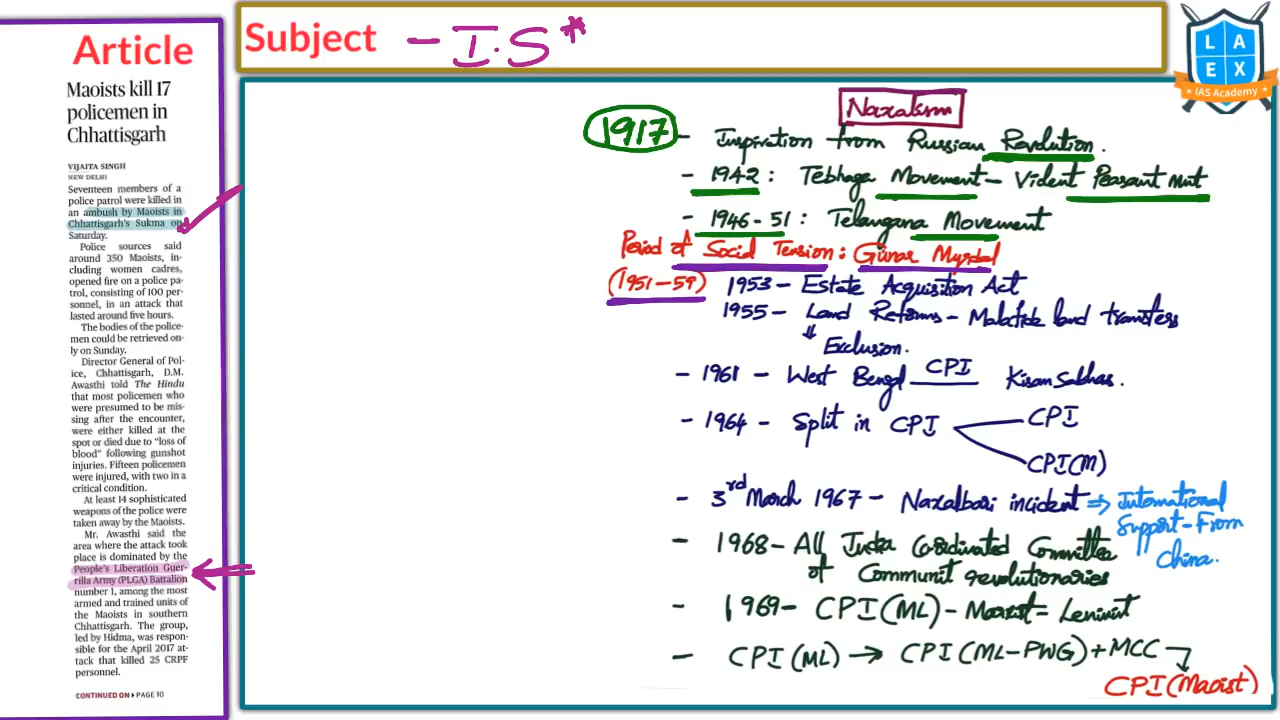 Article
Maoists kill 17
policemen in
Chhattisgarh
VIJAITA SINGH
NEW DELHI
Seventeen members of a
police patrol were killed in
an ambush by Maoists in
Chhattisgarh's Sukma on
Saturday.
Police sources said
around 350 Maoists, in-
cluding women cadres,
opened fire on a police pa-
trol, consisting of 100 per-
sonnel, in an attack that
lasted around five hours.
The bodies of the police-
men could be retrieved on-
ly on Sunday.
Director General of Pol-
ice, Chhattisgarh, D.M.
Awasthi told The Hindu
that most policemen who
were presumed to be mis-
sing after the encounter,
were either killed at the
spot or died due to "loss of
blood" following gunshot
injuries. Fifteen policemen
were injured, with two in a
critical condition.
At least 14 sophisticated
weapons of the police were
taken away by the Maoists.
Mr. Awasthi said the
area where the attack took
place is dominated by the
People's Liberation Guer-
rilla Army (PLGA) Battalion
number 1, among the most
armed and trained units of
the Maoists in southern
Chhattisgarh. The group,
led by Hidma, was respon-
sible for the April 2017 at-
tack that killed 25 CRPF
personnel.
CONTINUED ON ▸ PAGE 10
Subject - I.S*
LAEX
IAS Academy
Naxalism
1917 - Inspiration from Russian Revolution.
- 1942 : Tebhaga Movement - Violent Peasant Mvt
- 1946-51 : Telangana Movement
Period of Social Tension : Gunar Myrdal
(1951-59) 1953 - Estate Acquisition Act
1955 - Land Reforms - Malafide land transfers
⇓
Exclusion.
- 1961 - West Bengal CPI Kisan Sabhas.
- 1964 - Split in CPI
CPI
CPI(M)
- 3rd March 1967 - Naxalbari incident ⇒ International
Support - From
China.
- 1968 - All India Co-ordinated Committee
of Communist revolutionaries
- 1969 - CPI(ML) - Marxist = Leninist
- CPI(ML) → CPI(ML-PWG) + MCC
CPI(Maoist)